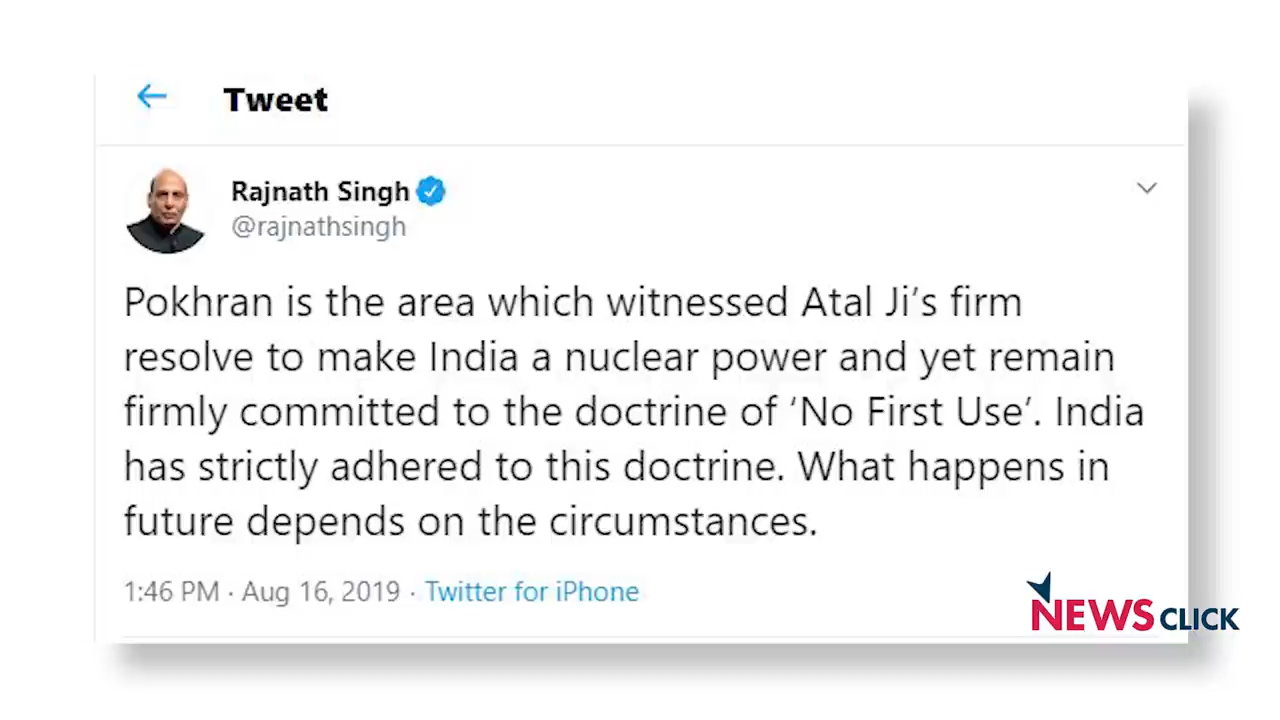 Tweet
Rajnath Singh
@rajnathsingh
Pokhran is the area which witnessed Atal Ji’s firm
resolve to make India a nuclear power and yet remain
firmly committed to the doctrine of ‘No First Use’. India
has strictly adhered to this doctrine. What happens in
future depends on the circumstances.
1:46 PM · Aug 16, 2019 · Twitter for iPhone
NEWSCLICK